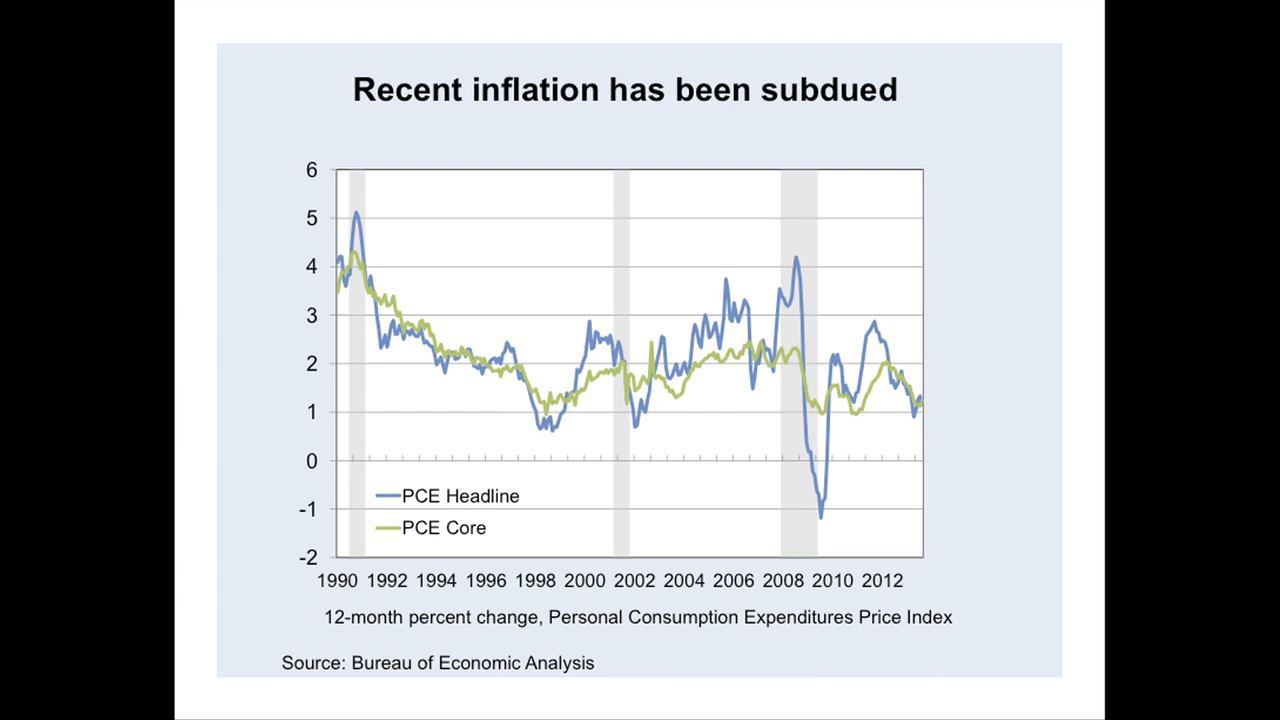 Recent inflation has been subdued
6
5
4
3
2
1
0
-1
-2
PCE Headline
PCE Core
1990 1992 1994 1996 1998 2000 2002 2004 2006 2008 2010 2012
12-month percent change, Personal Consumption Expenditures Price Index
Source: Bureau of Economic Analysis